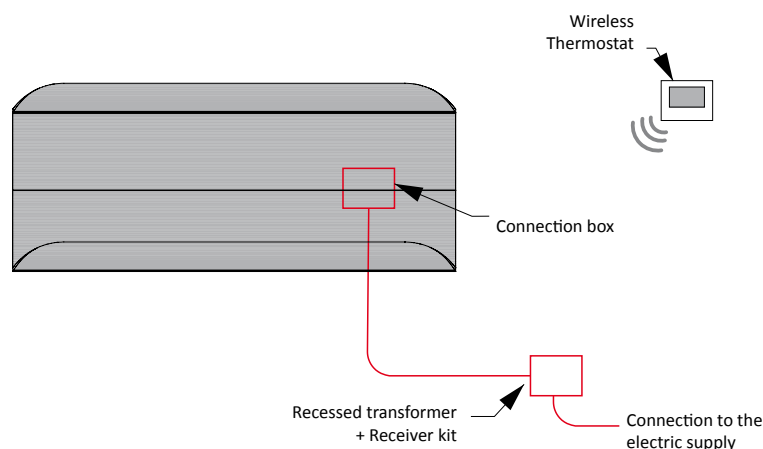 Wireless
Thermostat
Connection box
Recessed transformer
+ Receiver kit
Connection to the
electric supply